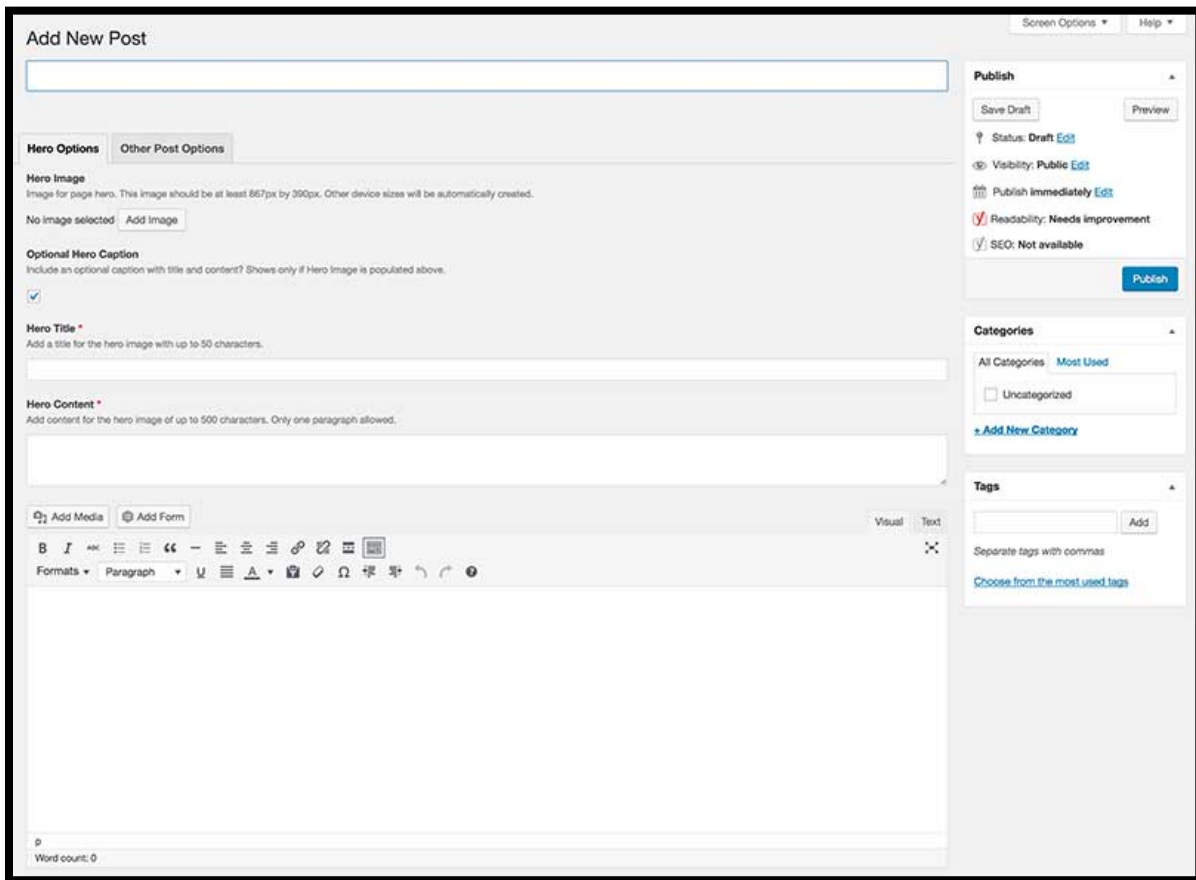 Screen Options ▼ Help ▼
Add New Post
Hero Options Other Post Options
Hero Image
Image for page hero. This image should be at least 867px by 390px. Other device sizes will be automatically created.
No image selected Add Image
Optional Hero Caption
Include an optional caption with title and content? Shows only if Hero Image is populated above.
Hero Title *
Add a title for the hero image with up to 50 characters.
Hero Content *
Add content for the hero image of up to 500 characters. Only one paragraph allowed.
Add Media Add Form
Visual Text
B I ABC
Formats ▼ Paragraph ▼ U A ▼ Ω
p
Word count: 0
Publish
Save Draft Preview
Status: Draft Edit
Visibility: Public Edit
Publish immediately Edit
Readability: Needs improvement
SEO: Not available
Publish
Categories
All Categories Most Used
Uncategorized
+ Add New Category
Tags
Add
Separate tags with commas
Choose from the most used tags